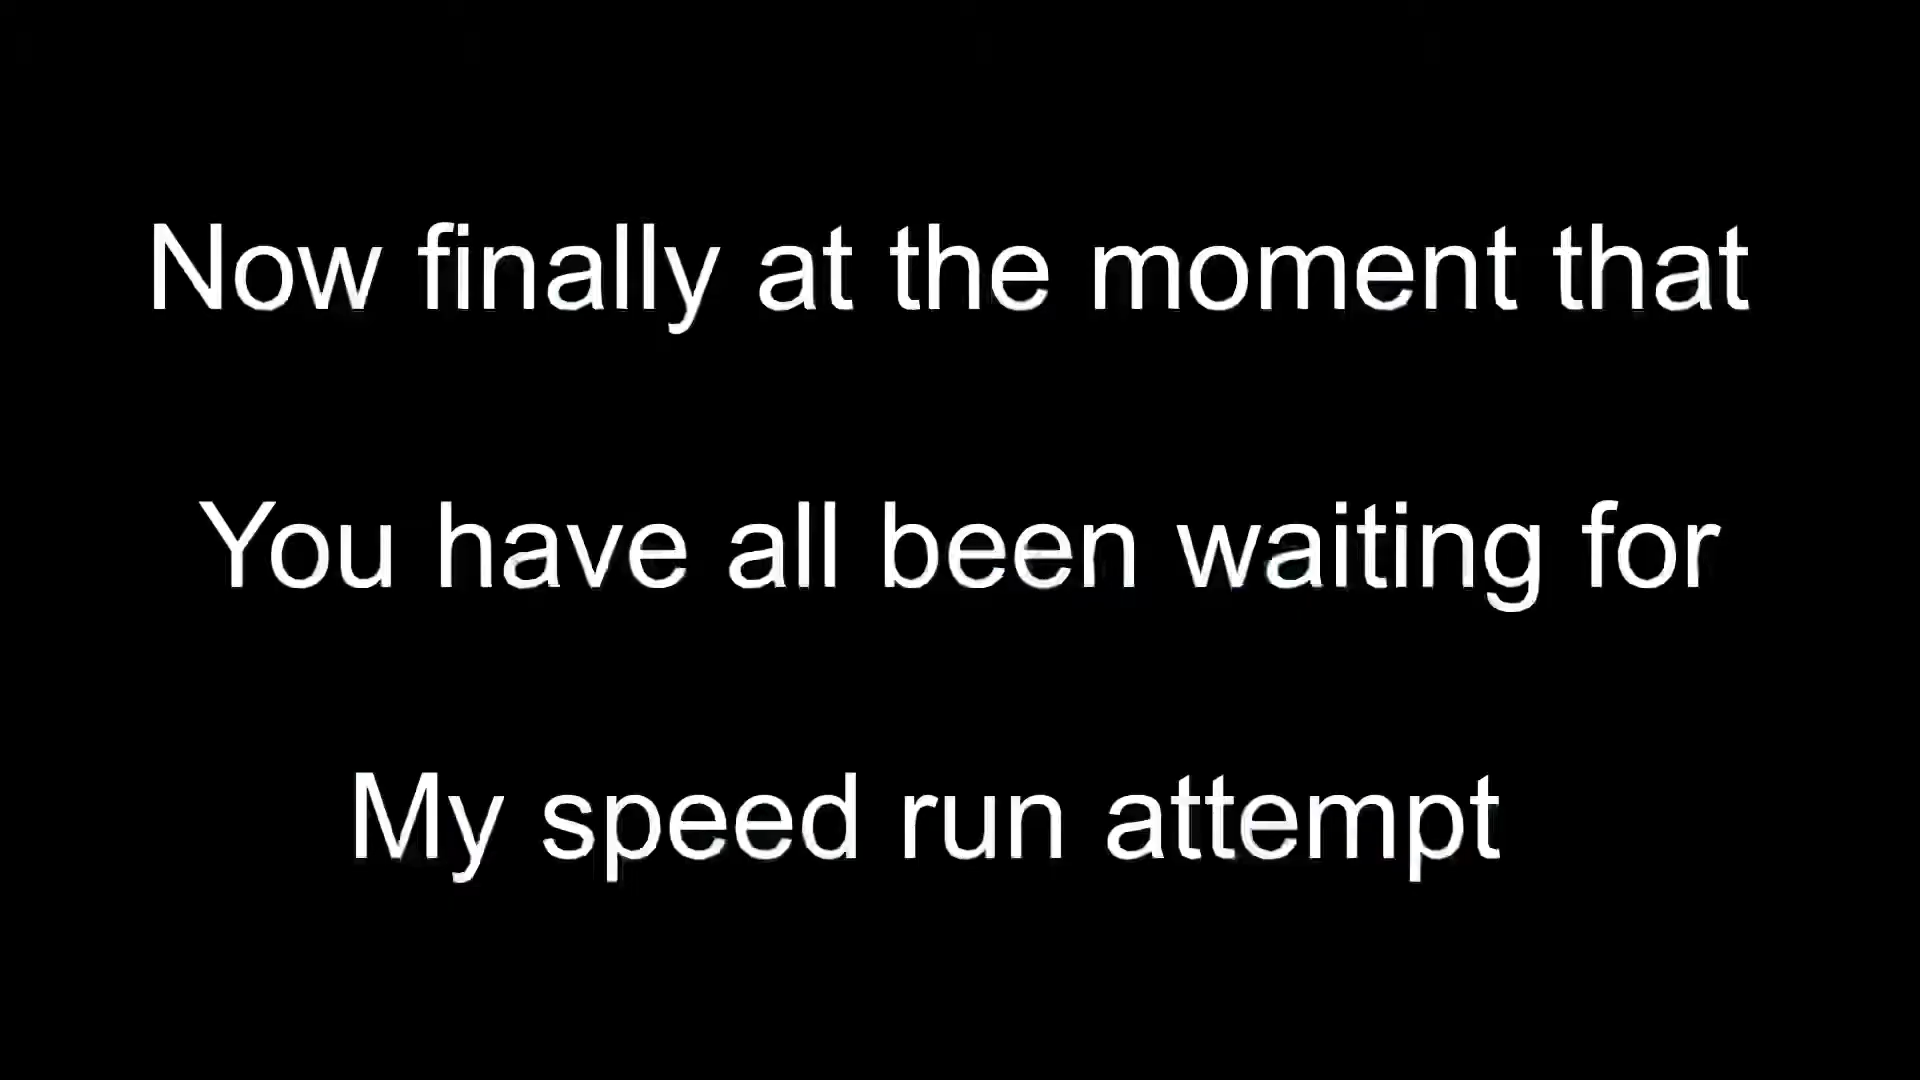 Now finally at the moment that
You have all been waiting for
My speed run attempt